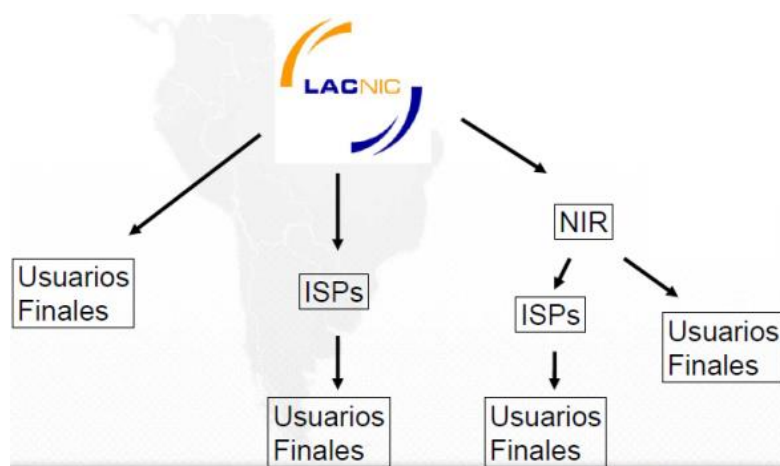 LACNIC
NIR
Usuarios
Finales
ISPs
ISPs
Usuarios
Finales
Usuarios
Finales
Usuarios
Finales